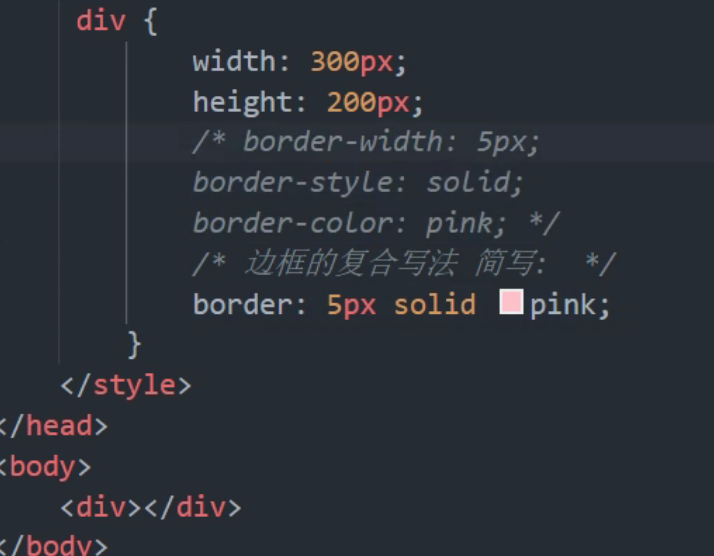 div {
width: 300px;
height: 200px;
/* border-width: 5px;
border-style: solid;
border-color: pink; */
/* 边框的复合写法 简写:  */
border: 5px solid pink;
}
</style>
</head>
<body>
<div></div>
</body>